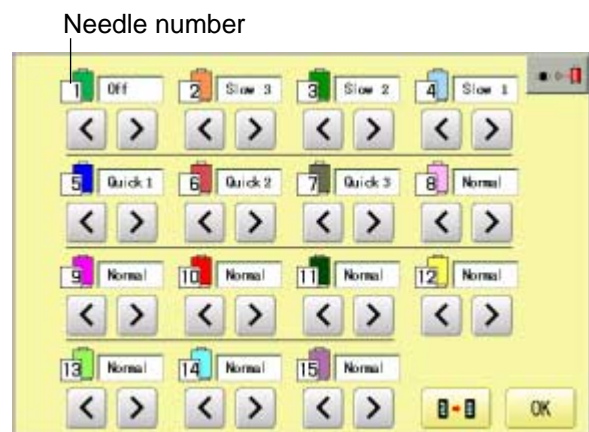 Needle number
1 Off 2 Slow 3 3 Slow 2 4 Slow 1
5 Quick 1 6 Quick 2 7 Quick 3 8 Normal
9 Normal 10 Normal 11 Normal 12 Normal
13 Normal 14 Normal 15 Normal
OK